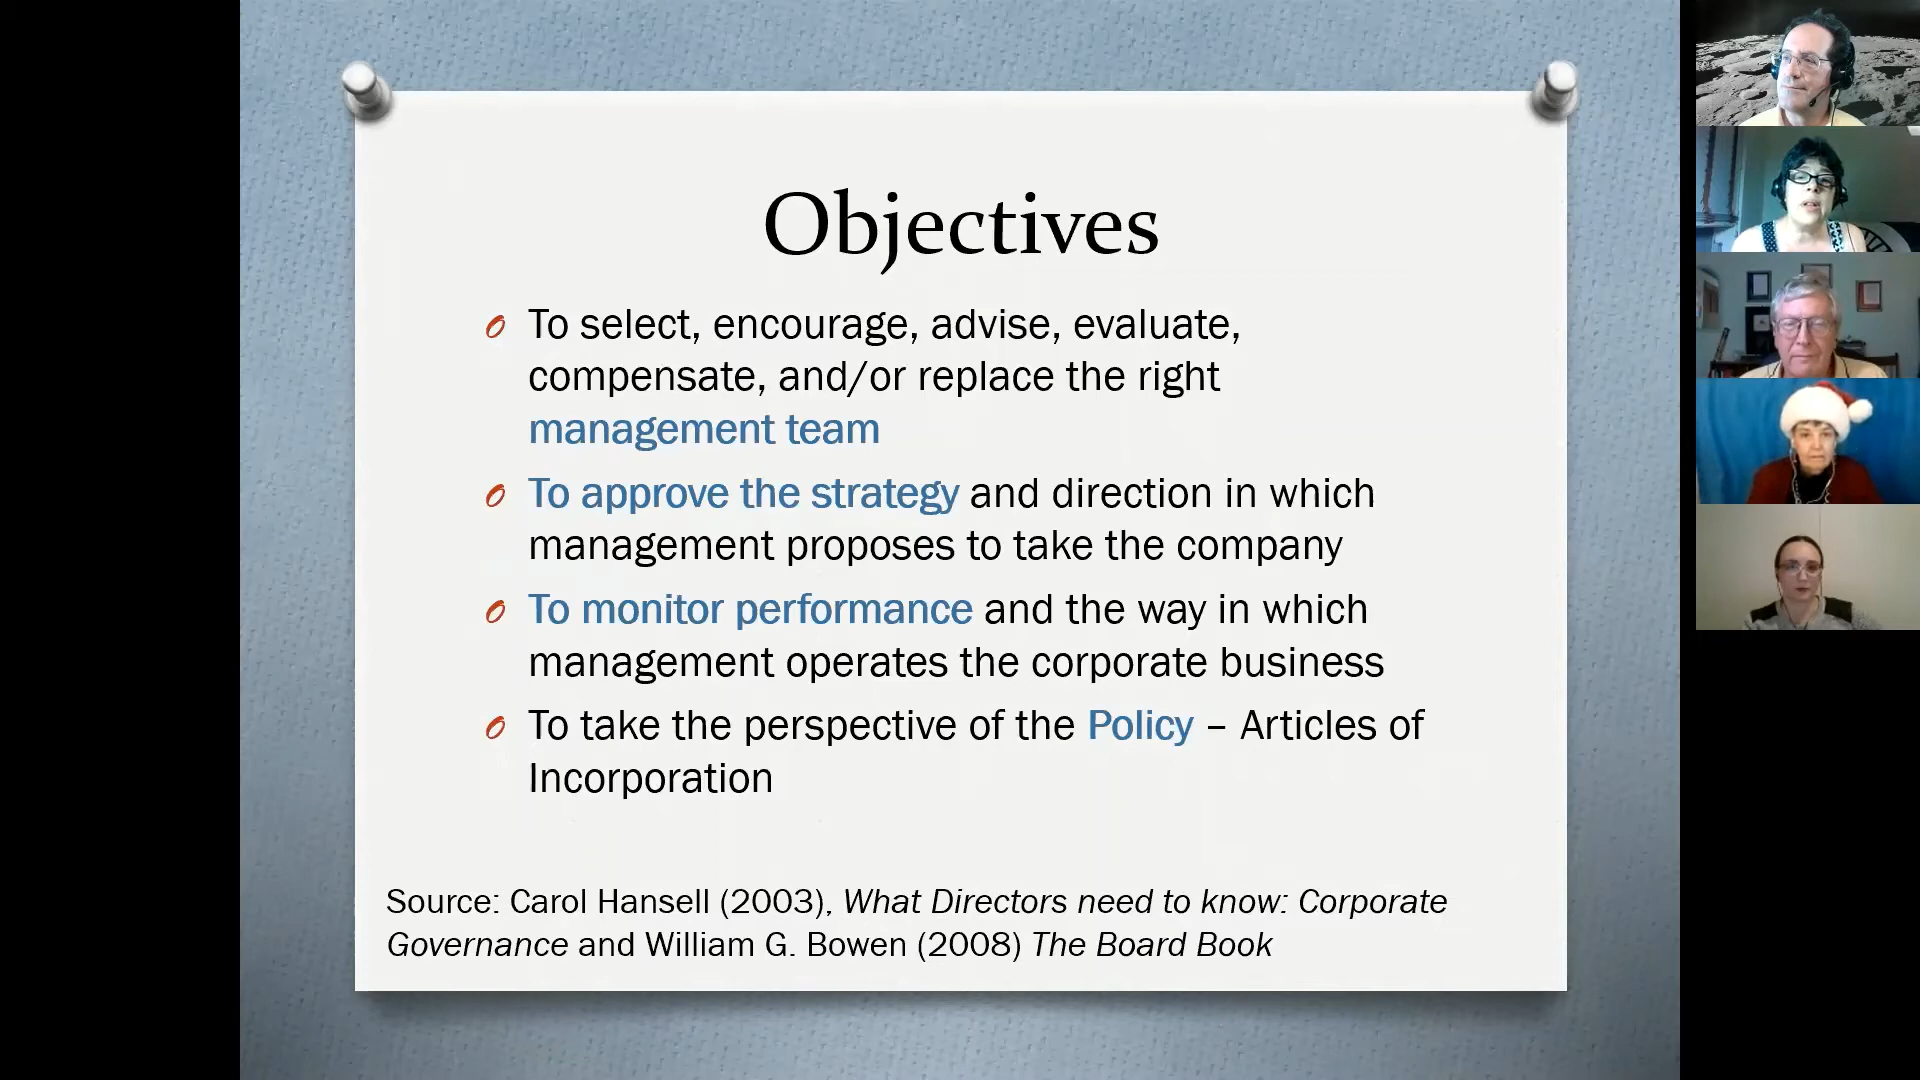 Objectives
To select, encourage, advise, evaluate,
compensate, and/or replace the right
management team
To approve the strategy and direction in which
management proposes to take the company
To monitor performance and the way in which
management operates the corporate business
To take the perspective of the Policy – Articles of
Incorporation
Source: Carol Hansell (2003), What Directors need to know: Corporate
Governance and William G. Bowen (2008) The Board Book